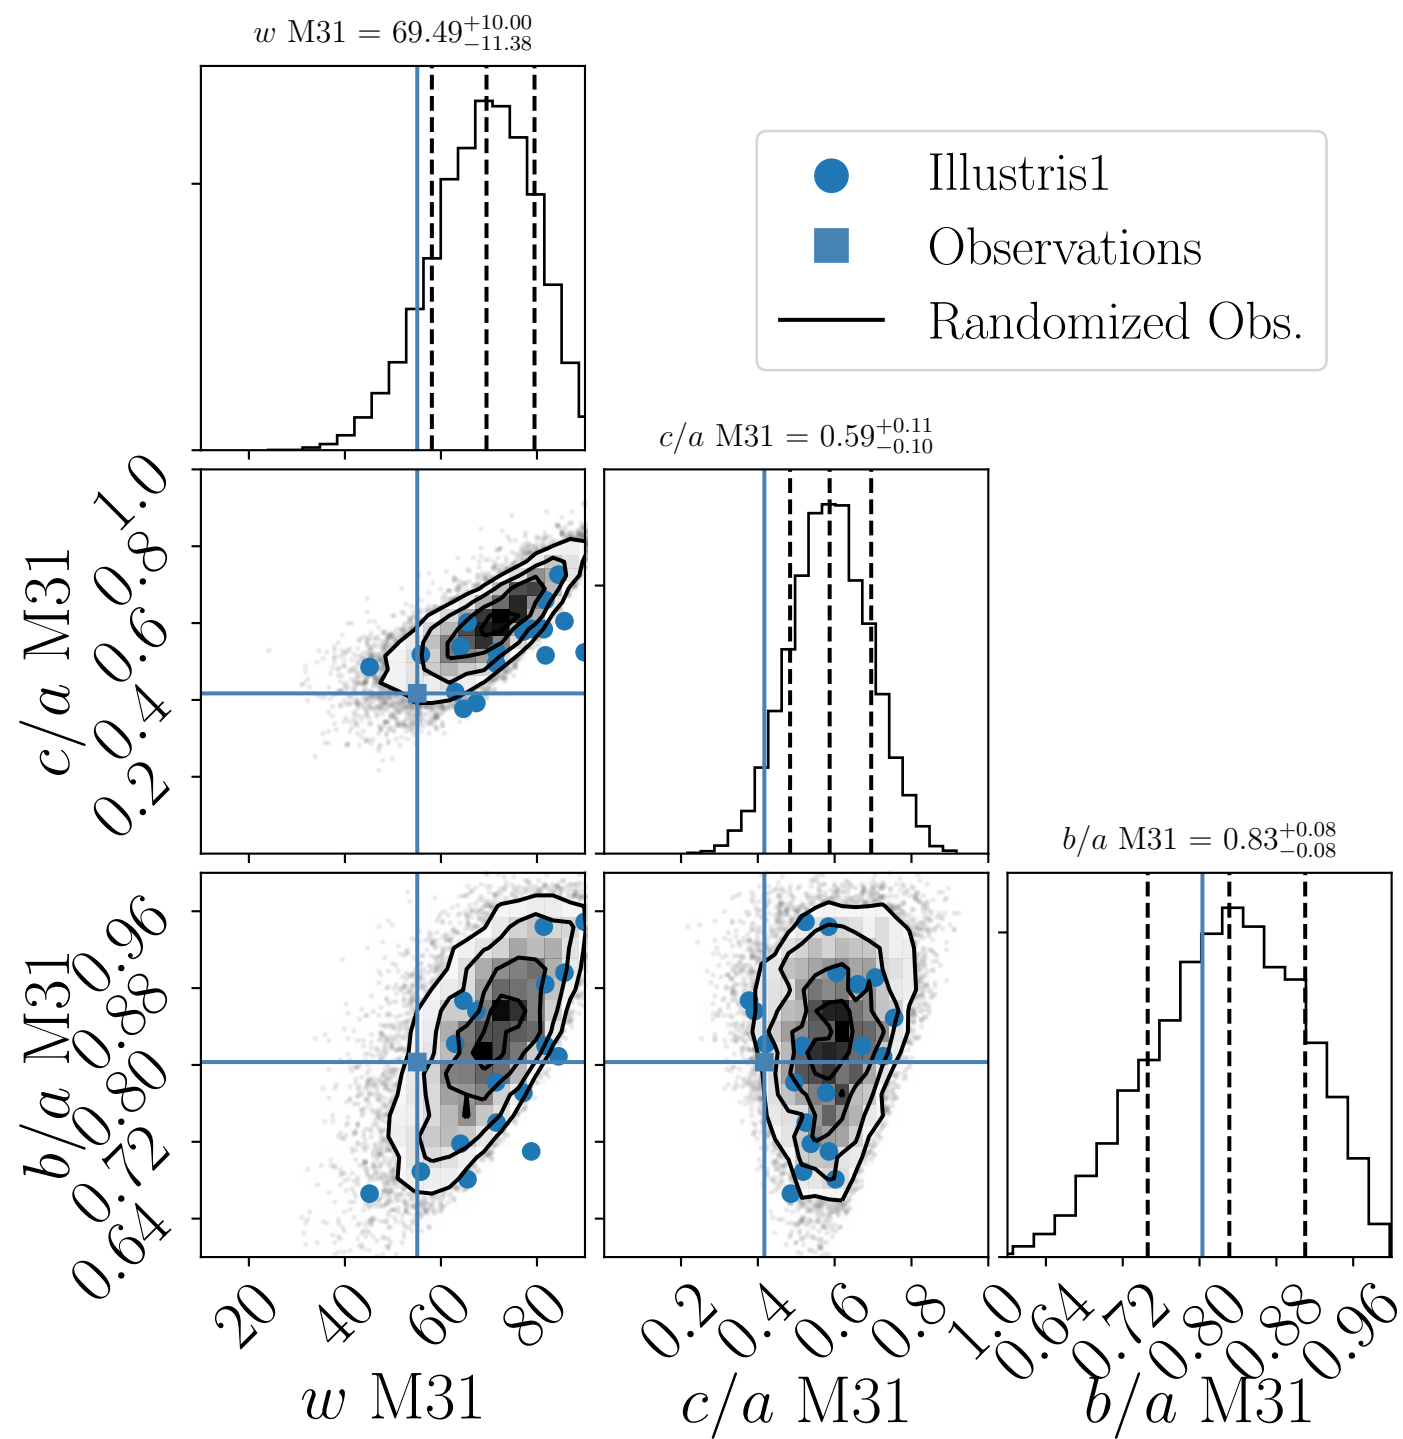 w M31 = 69.49 +10.00 −11.38
Illustris1
Observations
Randomized Obs.
c/a M31 = 0.59 +0.11 −0.10
c/a M31
1.0
0.8
0.6
0.4
0.2
b/a M31 = 0.83 +0.08 −0.08
b/a M31
0.96
0.88
0.80
0.72
0.64
20 40 60 80
0.2 0.4 0.6 0.8 1.0
0.64 0.72 0.80 0.88 0.96
w M31
c/a M31
b/a M31